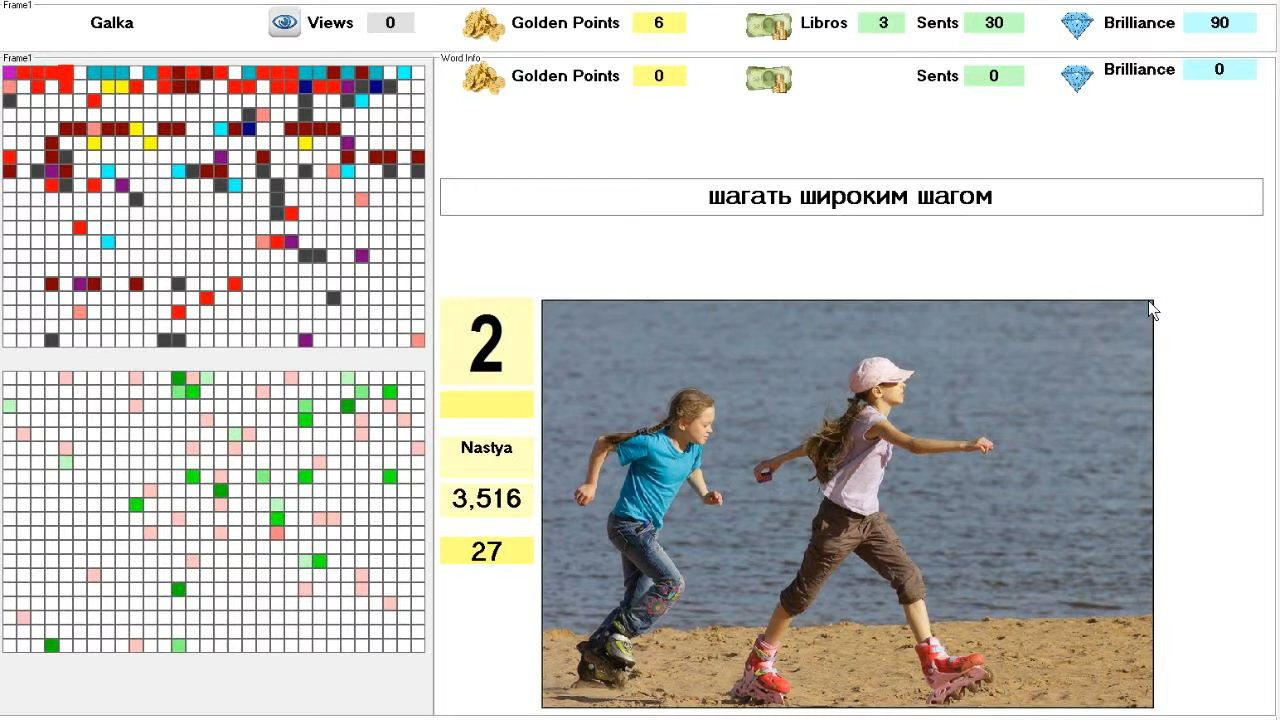 Frame1
Galka Views 0 Golden Points 6 Libros 3 Sents 30 Brilliance 90
Frame1
Word Info
Golden Points 0 Sents 0 Brilliance 0
шагать широким шагом
2
Nastya
3,516
27